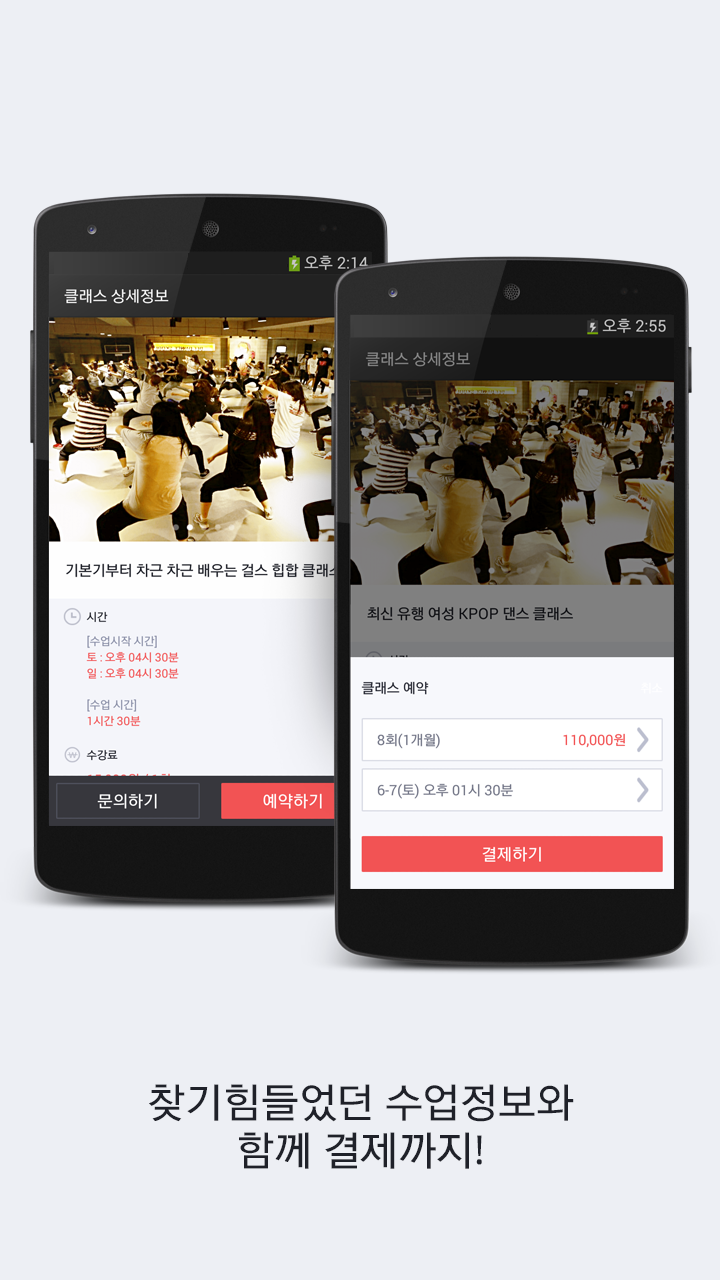 오후 2:14
클래스 상세정보
기본기부터 차근 차근 배우는 걸스 힙합 클래스
시간
[수업시작 시간]
토 : 오후 04시 30분
일 : 오후 04시 30분
[수업 시간]
1시간 30분
수강료
문의하기
예약하기
오후 2:55
클래스 상세정보
최신 유행 여성 KPOP 댄스 클래스
클래스 예약
취소
8회(1개월)
110,000원
6-7(토) 오후 01시 30분
결제하기
찾기힘들었던 수업정보와
함께 결제까지!